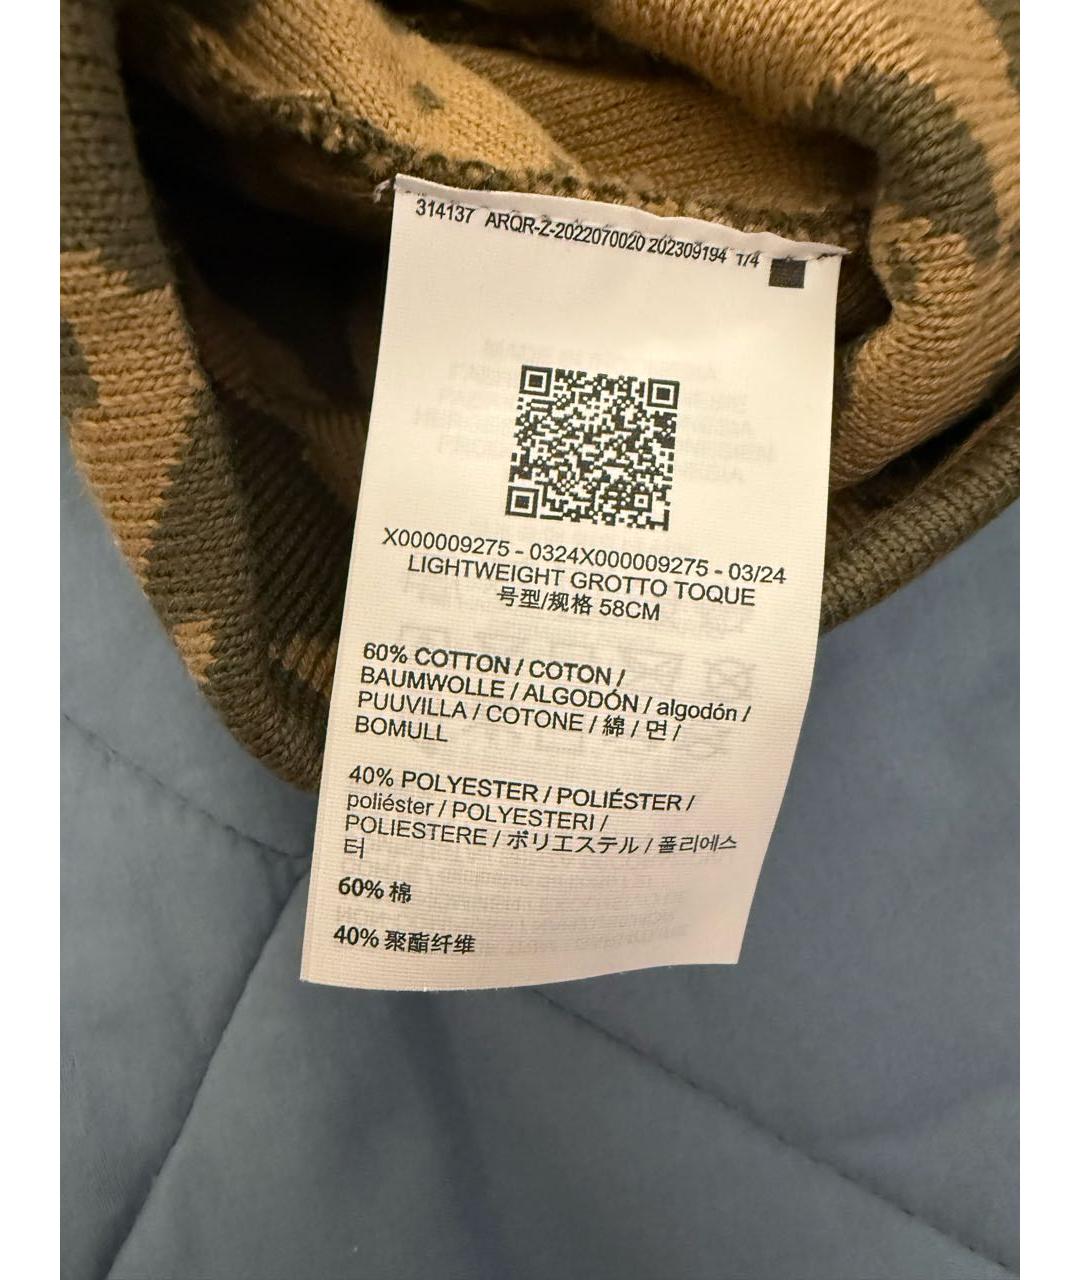 314137 ARQR-Z-2022070020 202309194 1/4
X000009275 - 0324X000009275 - 03/24
LIGHTWEIGHT GROTTO TOQUE
号型/规格 58CM
60% COTTON / COTON /
BAUMWOLLE / ALGODÓN / algodón /
PUUVILLA / COTONE / 綿 / 면 /
BOMULL
40% POLYESTER / POLIÉSTER /
poliéster / POLYESTERI /
POLIESTERE / ポリエステル / 폴리에스
터
60% 棉
40% 聚酯纤维